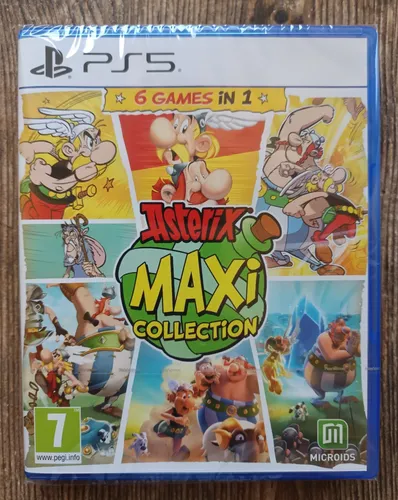 PS5
6 GAMES IN 1
Asterix
MAXi
COLLECTION
7
www.pegi.info
MICROIDS